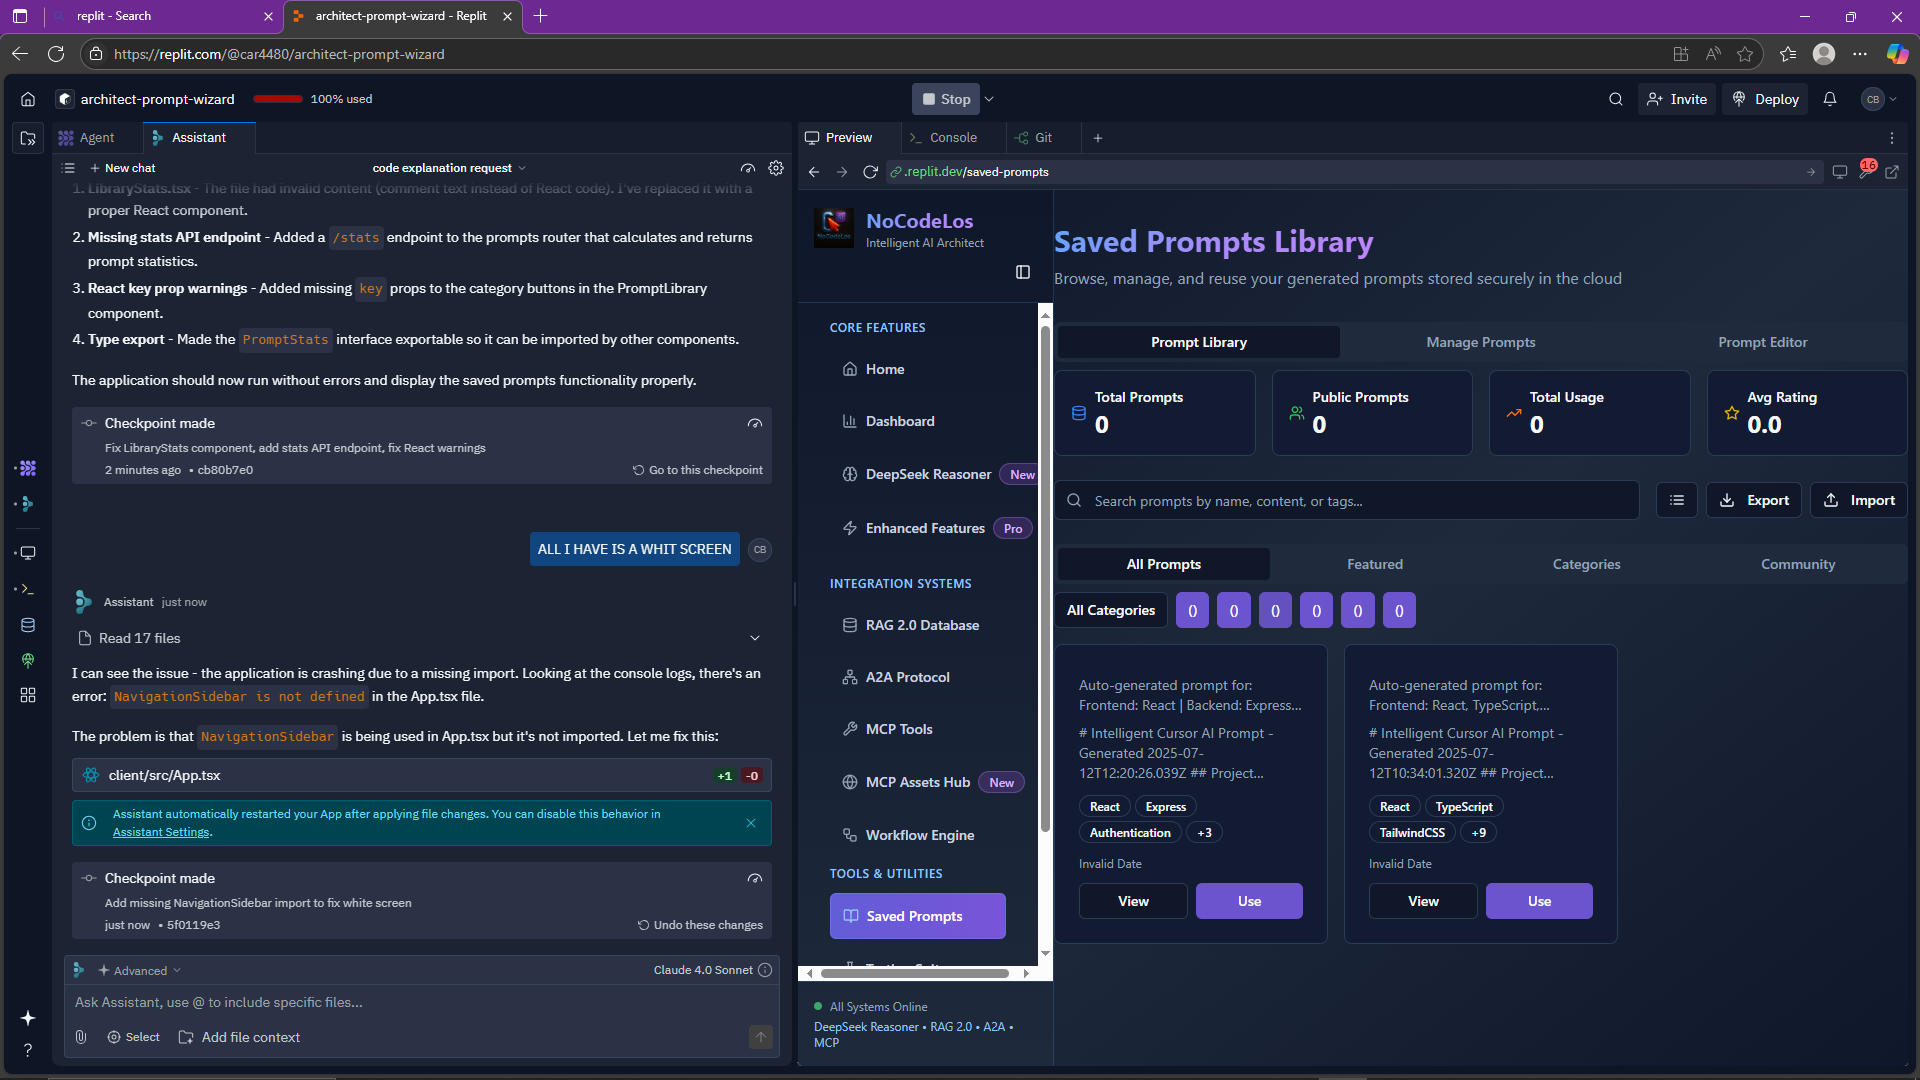 replit - Search
architect-prompt-wizard - Replit
https://replit.com/@car4480/architect-prompt-wizard
architect-prompt-wizard
100% used
Stop
Invite
Deploy
CB
Agent
Assistant
New chat
code explanation request
1. LibraryStats.tsx - The file had invalid content (comment text instead of React code). I've replaced it with a
proper React component.
2. Missing stats API endpoint - Added a /stats endpoint to the prompts router that calculates and returns
prompt statistics.
3. React key prop warnings - Added missing key props to the category buttons in the PromptLibrary
component.
4. Type export - Made the PromptStats interface exportable so it can be imported by other components.
The application should now run without errors and display the saved prompts functionality properly.
Checkpoint made
Fix LibraryStats component, add stats API endpoint, fix React warnings
2 minutes ago • cb80b7e0
Go to this checkpoint
ALL I HAVE IS A WHIT SCREEN
CB
Assistant just now
Read 17 files
I can see the issue - the application is crashing due to a missing import. Looking at the console logs, there's an
error: NavigationSidebar is not defined in the App.tsx file.
The problem is that NavigationSidebar is being used in App.tsx but it's not imported. Let me fix this:
client/src/App.tsx
+1 -0
Assistant automatically restarted your App after applying file changes. You can disable this behavior in
Assistant Settings.
Checkpoint made
Add missing NavigationSidebar import to fix white screen
just now • 5f0119e3
Undo these changes
Advanced
Claude 4.0 Sonnet
Ask Assistant, use @ to include specific files...
Select
Add file context
Preview
Console
Git
.replit.dev/saved-prompts
16
NoCodeLos
NoCodeLos
Intelligent AI Architect
CORE FEATURES
Home
Dashboard
DeepSeek Reasoner New
Enhanced Features Pro
INTEGRATION SYSTEMS
RAG 2.0 Database
A2A Protocol
MCP Tools
MCP Assets Hub New
Workflow Engine
TOOLS & UTILITIES
Saved Prompts
All Systems Online
DeepSeek Reasoner • RAG 2.0 • A2A •
MCP
Saved Prompts Library
Browse, manage, and reuse your generated prompts stored securely in the cloud
Prompt Library
Manage Prompts
Prompt Editor
Total Prompts
0
Public Prompts
0
Total Usage
0
Avg Rating
0.0
Search prompts by name, content, or tags...
Export
Import
All Prompts
Featured
Categories
Community
All Categories
()
()
()
()
()
()
Auto-generated prompt for:
Frontend: React | Backend: Express...
# Intelligent Cursor AI Prompt -
Generated 2025-07-
12T12:20:26.039Z ## Project...
React
Express
Authentication
+3
Invalid Date
View
Use
Auto-generated prompt for:
Frontend: React, TypeScript,...
# Intelligent Cursor AI Prompt -
Generated 2025-07-
12T10:34:01.320Z ## Project...
React
TypeScript
TailwindCSS
+9
Invalid Date
View
Use